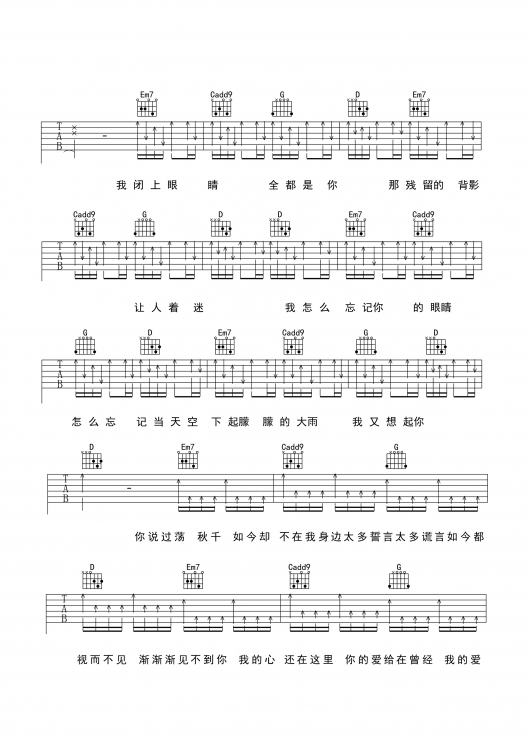 Em7 Cadd9 G D Em7
T
A
B
我闭上眼 睛 全都是你 那残留的 背影
Cadd9 G D D Em7 Cadd9
T
A
B
让人着迷 我怎么 忘记你 的眼睛
G D Em7 Cadd9 G D
T
A
B
怎么忘 记当天空 下起朦 朦的大雨 我又想起你
D Em7 Cadd9 G
T
A
B
你说过荡 秋千 如今却 不在我身边太多誓言太多谎言如今都
D Em7 Cadd9 G
T
A
B
视而不见 渐渐渐见不到你 我的心 还在这里 你的爱给在曾经 我的爱